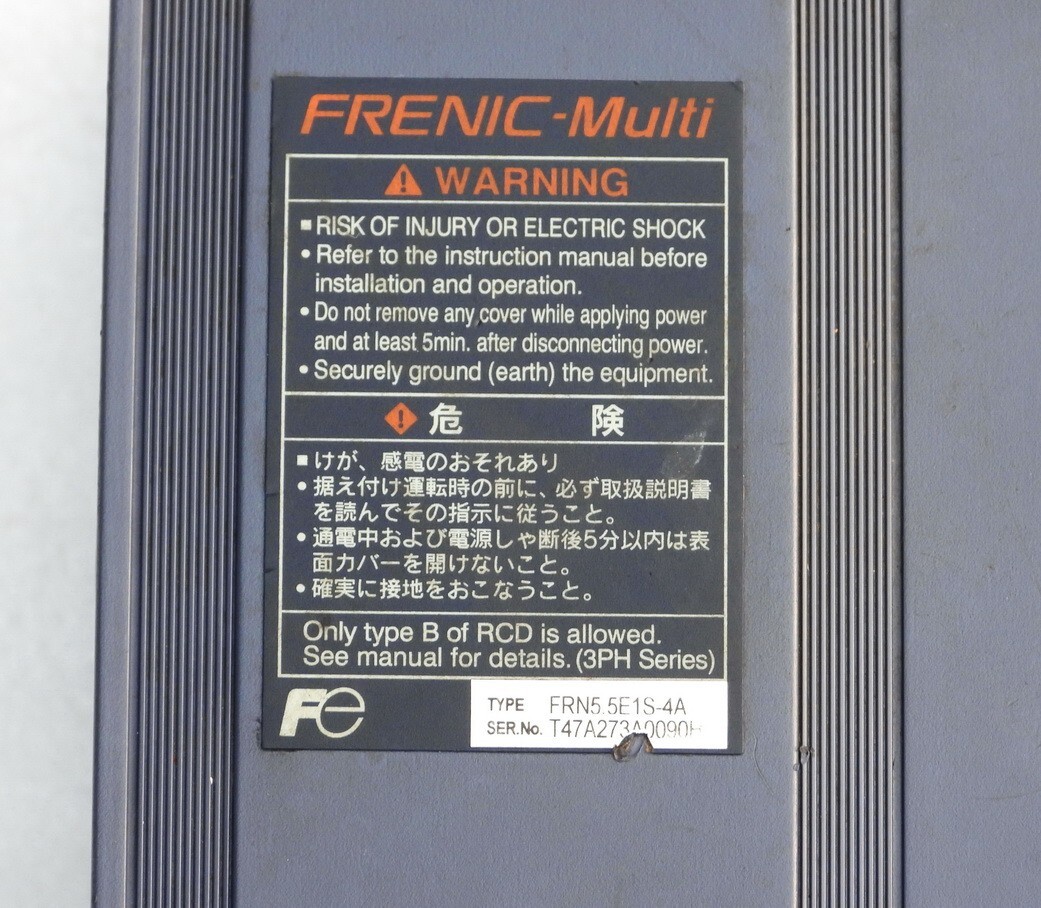 FRENIC-Multi
WARNING
■ RISK OF INJURY OR ELECTRIC SHOCK
• Refer to the instruction manual before
installation and operation.
• Do not remove any cover while applying power
and at least 5min. after disconnecting power.
• Securely ground (earth) the equipment.
危 険
■ けが、感電のおそれあり
• 据え付け運転時の前に、必ず取扱説明書
を読んでその指示に従うこと。
• 通電中および電源しゃ断後5分以内は表
面カバーを開けないこと。
• 確実に接地をおこなうこと。
Only type B of RCD is allowed.
See manual for details. (3PH Series)
Fe
TYPE FRN5.5E1S-4A
SER.No. T47A273A0090H